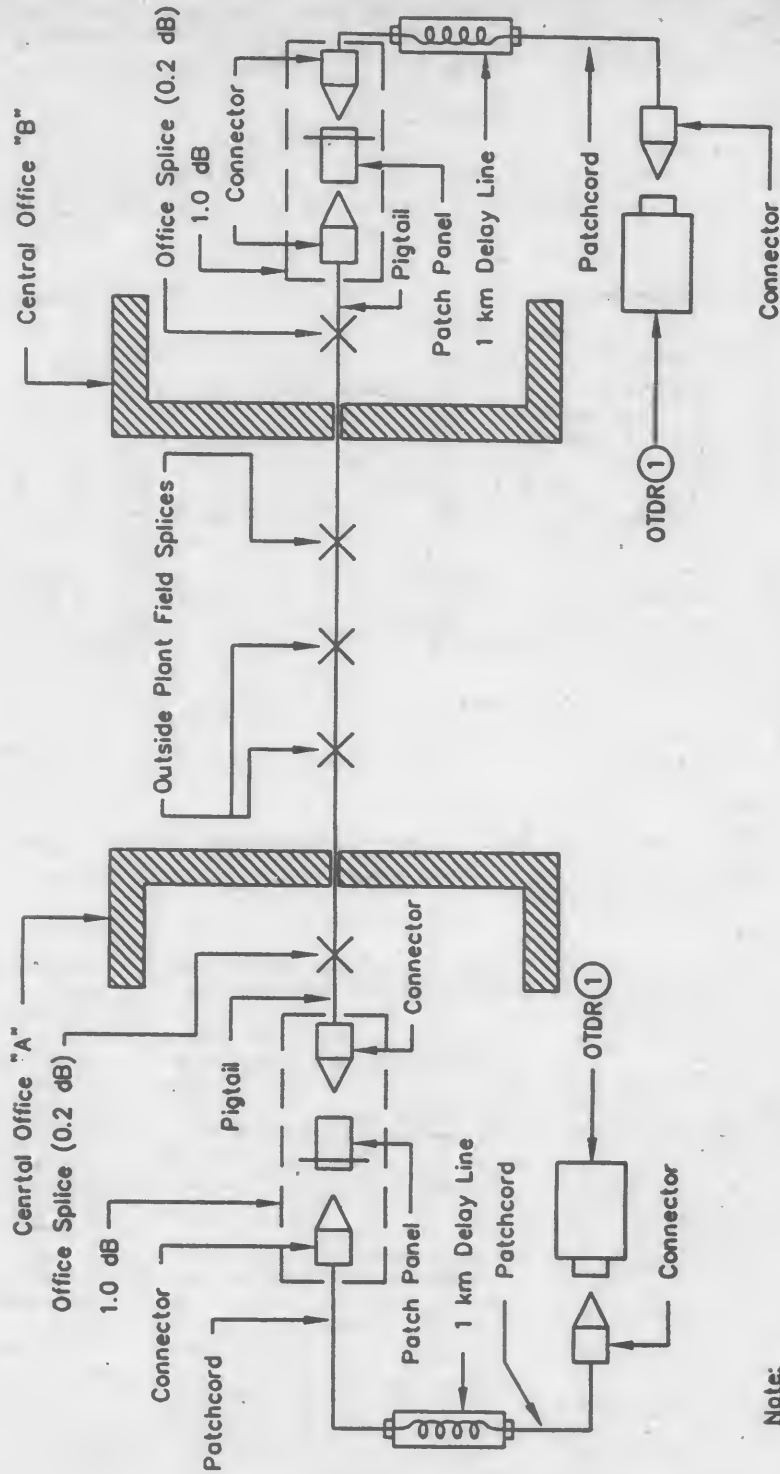 Cenrtal Office "A"
Office Splice (0.2 dB)
1.0 dB
Connector
Patchcord
Pigtail
Connector
Patch Panel
1 km Delay Line
Patchcord
OTDR 1
Connector
Outside Plant Field Splices
Central Office "B"
Office Splice (0.2 dB)
1.0 dB
Connector
Pigtail
Patch Panel
1 km Delay Line
Patchcord
OTDR 1
Connector
Note: